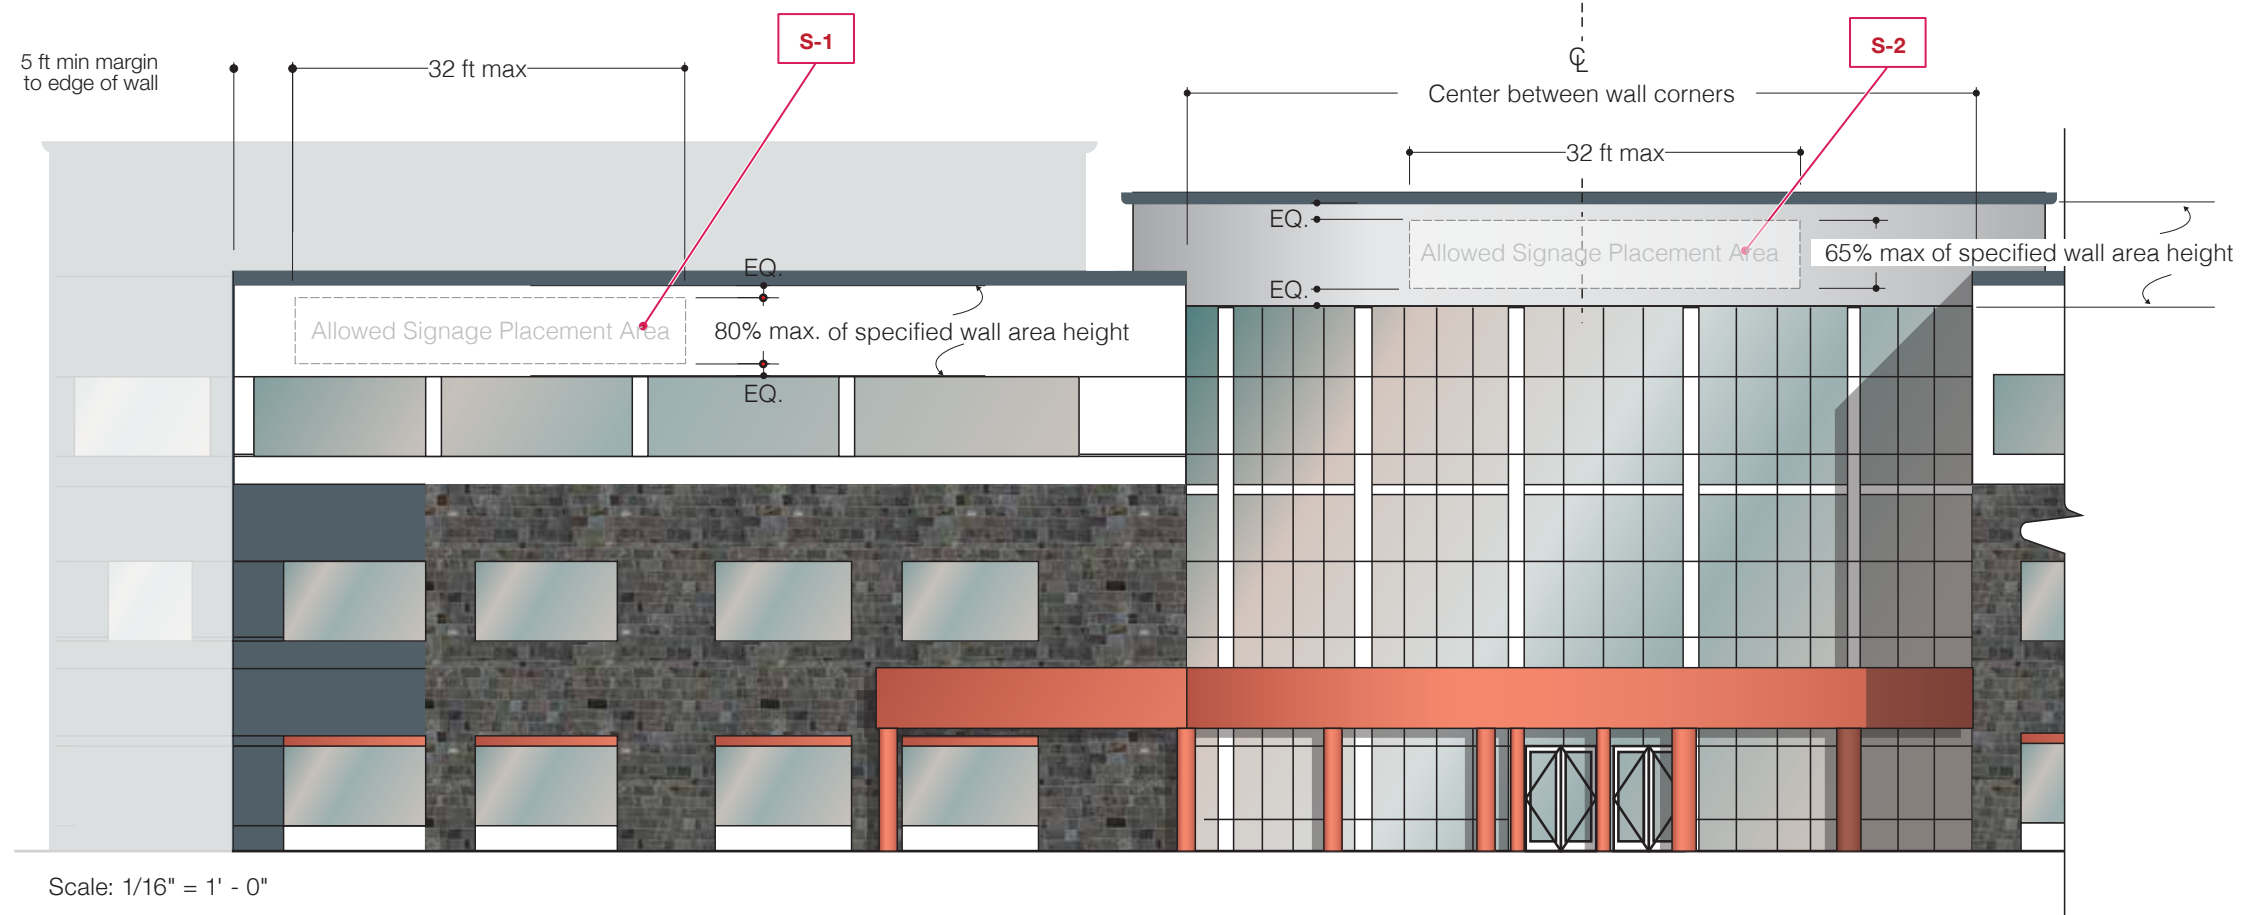 S-1
S-2
5 ft min margin
to edge of wall
32 ft max
℄
Center between wall corners
32 ft max
EQ.
Allowed Signage Placement Area
65% max of specified wall area height
EQ.
EQ.
Allowed Signage Placement Area
80% max. of specified wall area height
EQ.
Scale: 1/16" = 1' - 0"